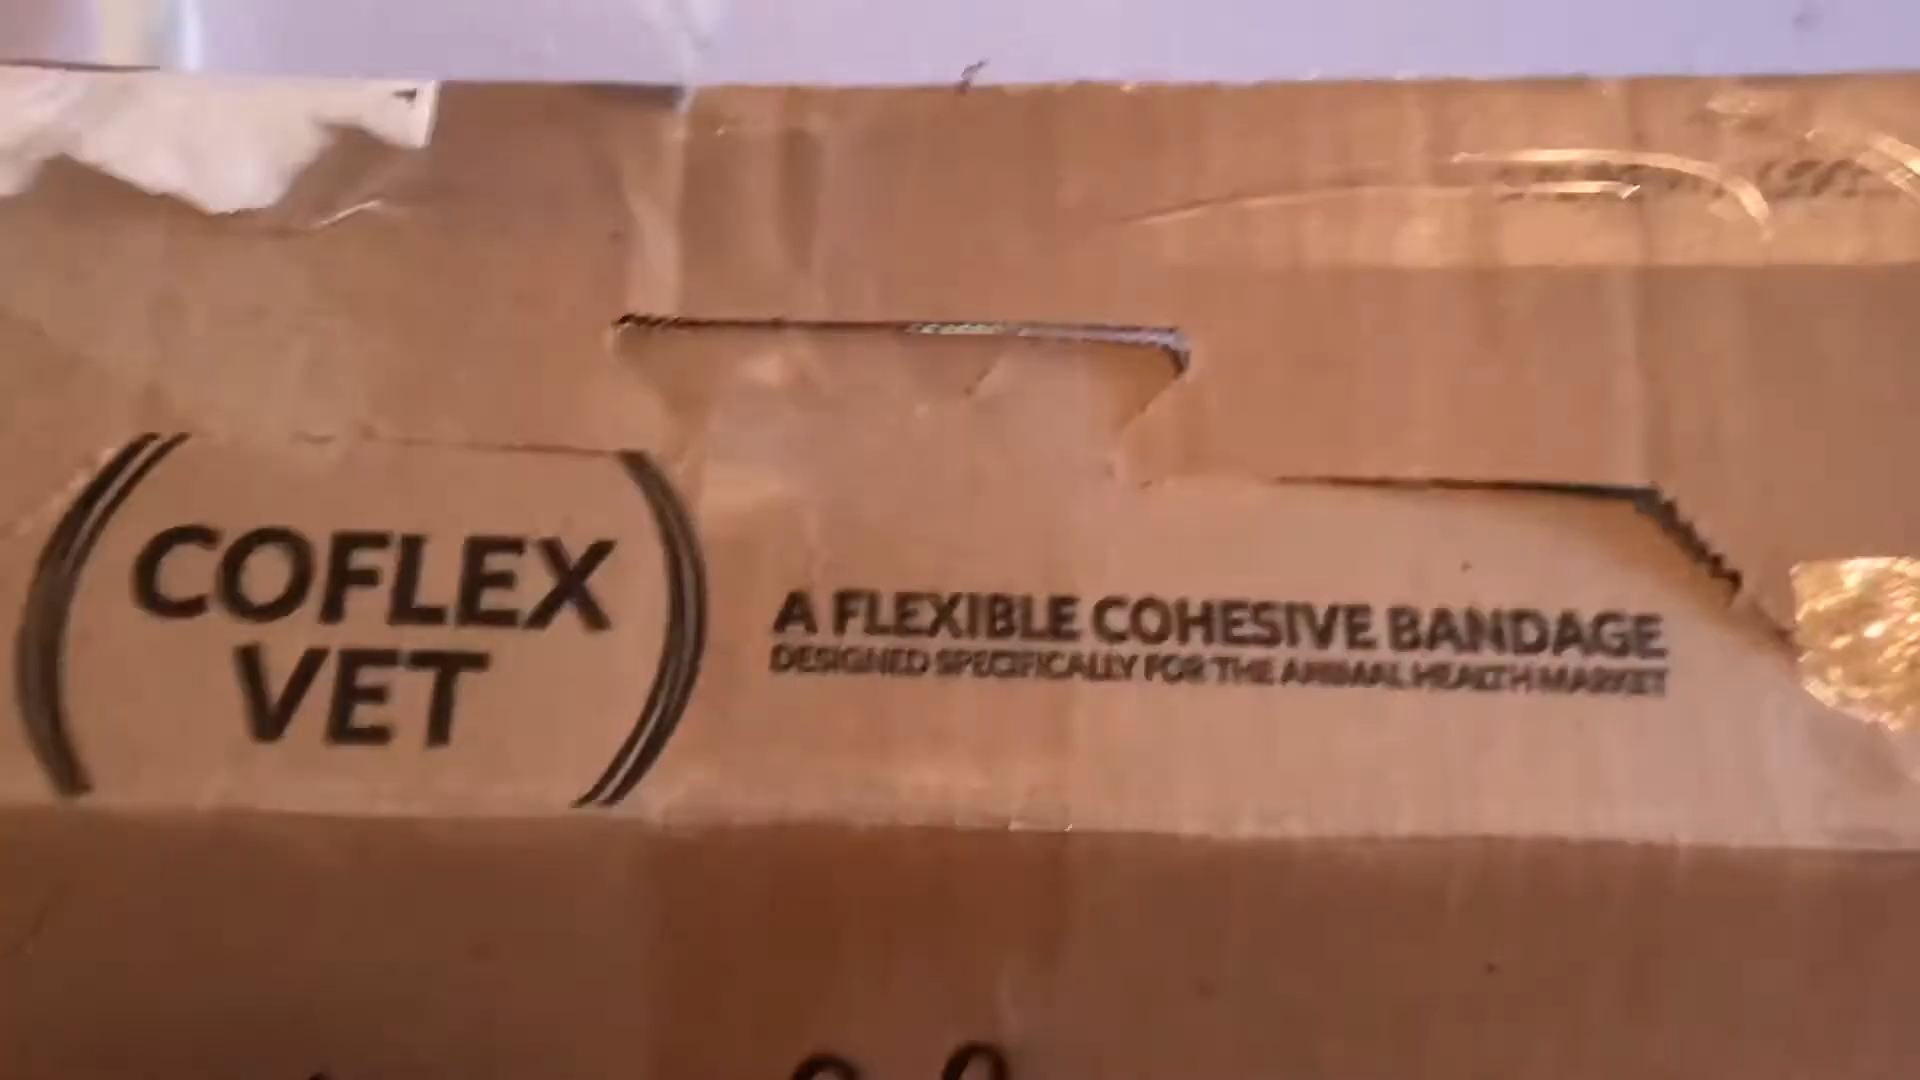 COFLEX
VET
A FLEXIBLE COHESIVE BANDAGE
DESIGNED SPECIFICALLY FOR THE ANIMAL HEALTH MARKET